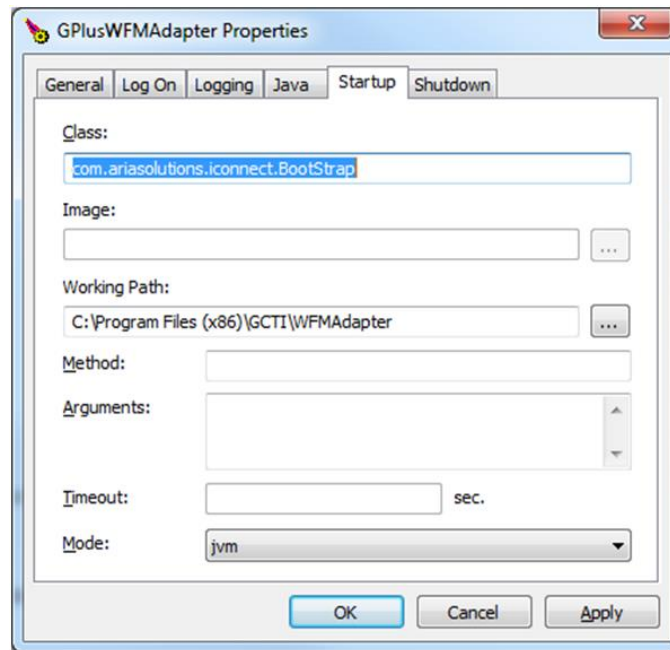 GPlusWFMAdapter Properties
General Log On Logging Java Startup Shutdown
Class:
com.ariasolutions.iconnect.BootStrap
Image:
...
Working Path:
C:\Program Files (x86)\GCTI\WFMAdapter ...
Method:
Arguments:
Timeout: sec.
Mode: jvm
OK Cancel Apply